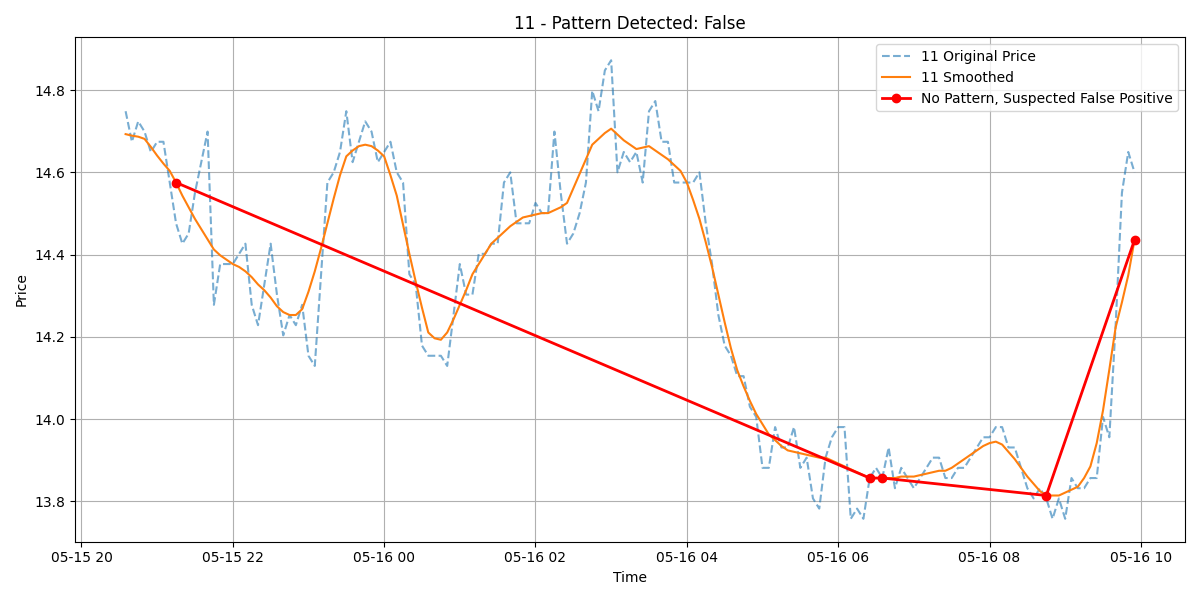 11 - Pattern Detected: False
11 Original Price
11 Smoothed
No Pattern, Suspected False Positive
Price
14.8
14.6
14.4
14.2
14.0
13.8
05-15 20
05-15 22
05-16 00
05-16 02
05-16 04
05-16 06
05-16 08
05-16 10
Time